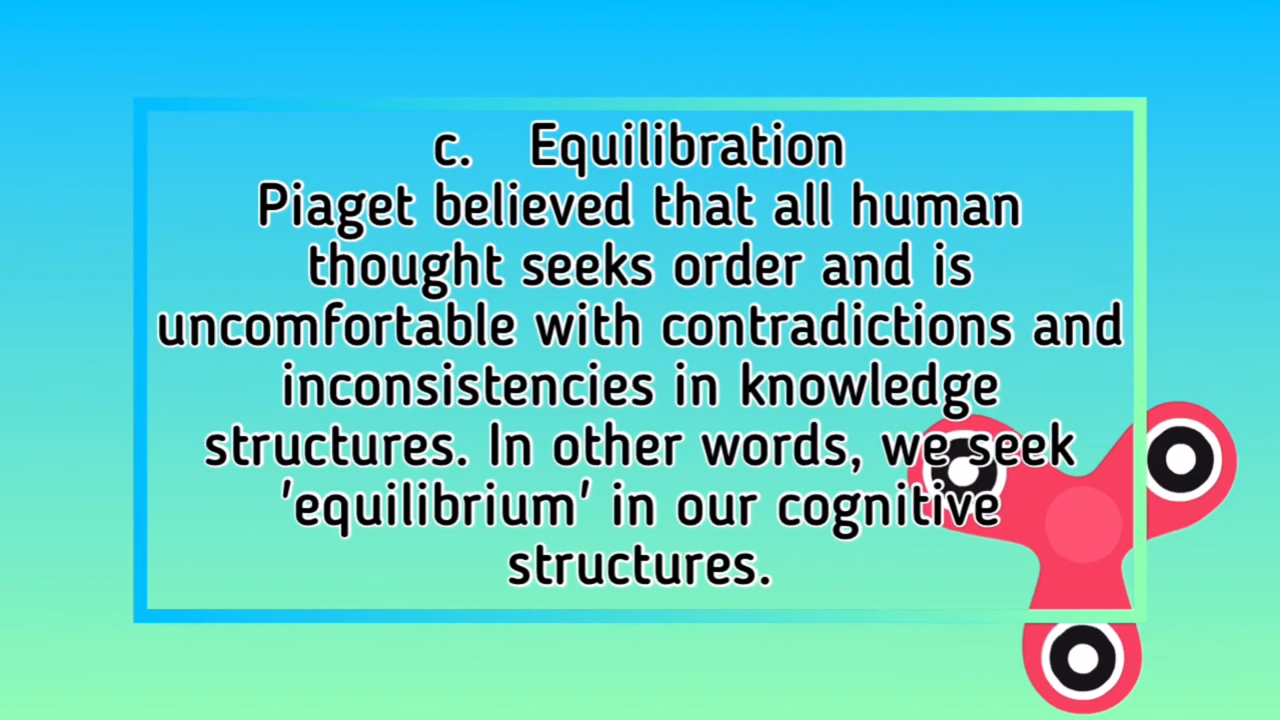 c. Equilibration
Piaget believed that all human
thought seeks order and is
uncomfortable with contradictions and
inconsistencies in knowledge
structures. In other words, we seek
'equilibrium' in our cognitive
structures.